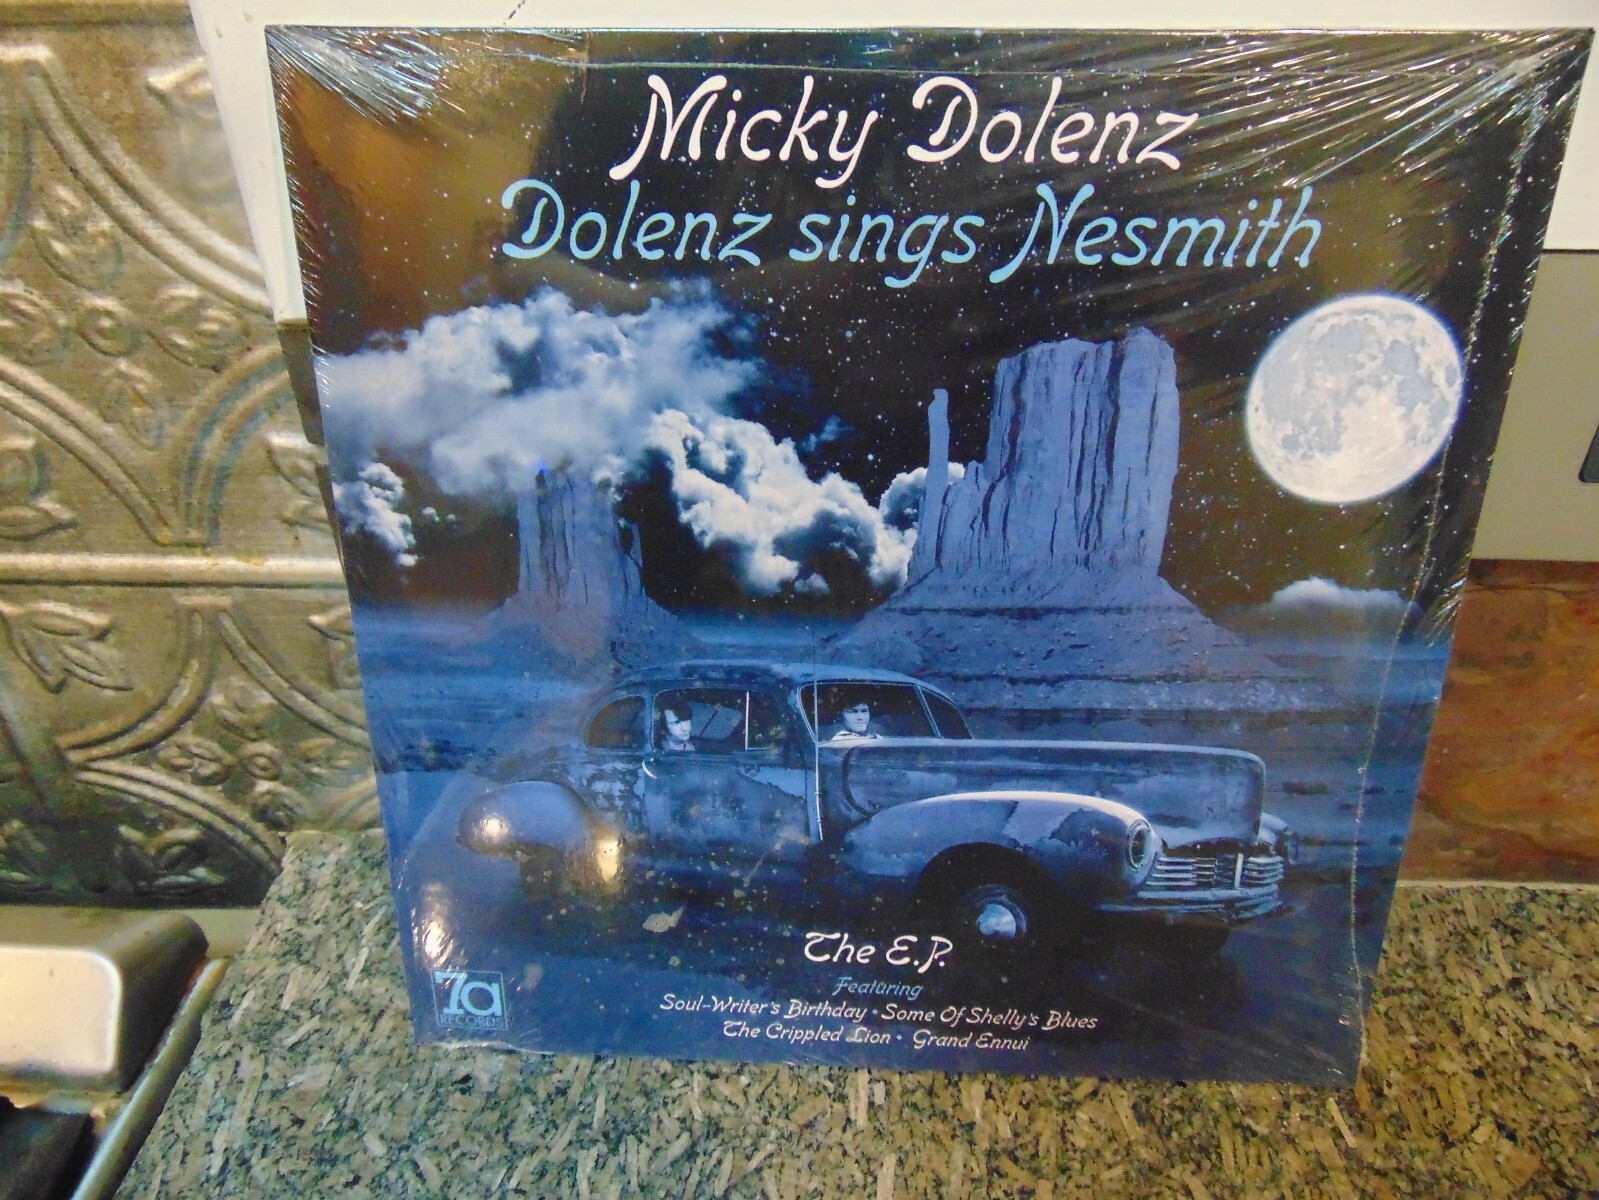 Micky Dolenz
Dolenz sings Nesmith
The E.P.
Featuring
Soul-Writer's Birthday • Some Of Shelly's Blues
The Crippled Lion • Grand Ennui
7a
RECORDS